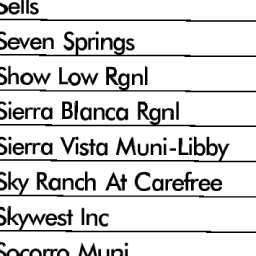 Sells
Seven Springs
Show Low Rgnl
Sierra Blanca Rgnl
Sierra Vista Muni-Libby
Sky Ranch At Carefree
Skywest Inc
Socorro Muni